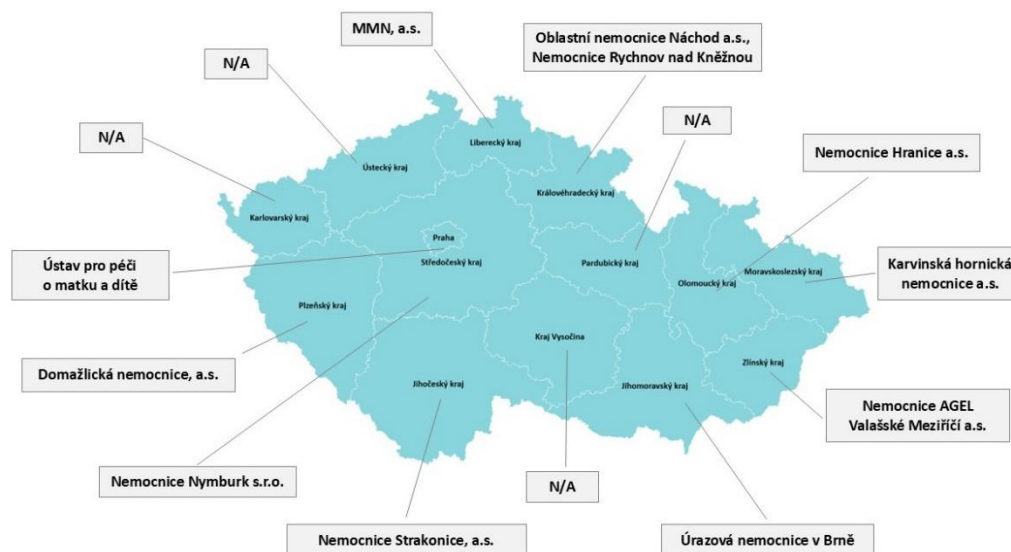 MMN, a.s.
Oblastní nemocnice Náchod a.s.,
Nemocnice Rychnov nad Kněžnou
N/A
N/A
N/A
Nemocnice Hranice a.s.
Liberecký kraj
Ústecký kraj
Královéhradecký kraj
Karlovarský kraj
Praha
Středočeský kraj
Pardubický kraj
Olomoucký kraj
Moravskoslezský kraj
Ústav pro péči
o matku a dítě
Karvinská hornická
nemocnice a.s.
Plzeňský kraj
Kraj Vysočina
Zlínský kraj
Domažlická nemocnice, a.s.
Jihočeský kraj
Jihomoravský kraj
Nemocnice AGEL
Valašské Meziříčí a.s.
Nemocnice Nymburk s.r.o.
N/A
Nemocnice Strakonice, a.s.
Úrazová nemocnice v Brně